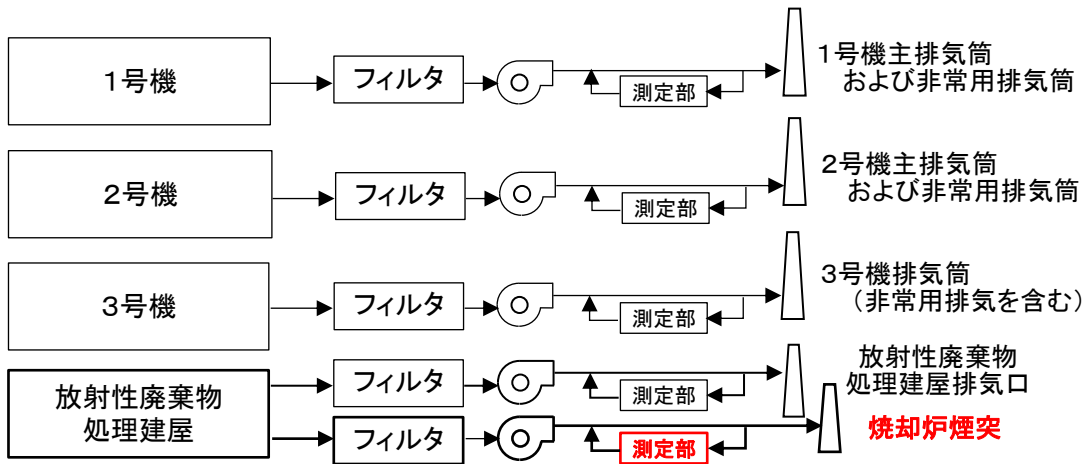 1号機
フィルタ
測定部
1号機主排気筒
および非常用排気筒
2号機
フィルタ
測定部
2号機主排気筒
および非常用排気筒
3号機
フィルタ
測定部
3号機排気筒
(非常用排気を含む)
放射性廃棄物
処理建屋
フィルタ
測定部
放射性廃棄物
処理建屋排気口
フィルタ
測定部
焼却炉煙突